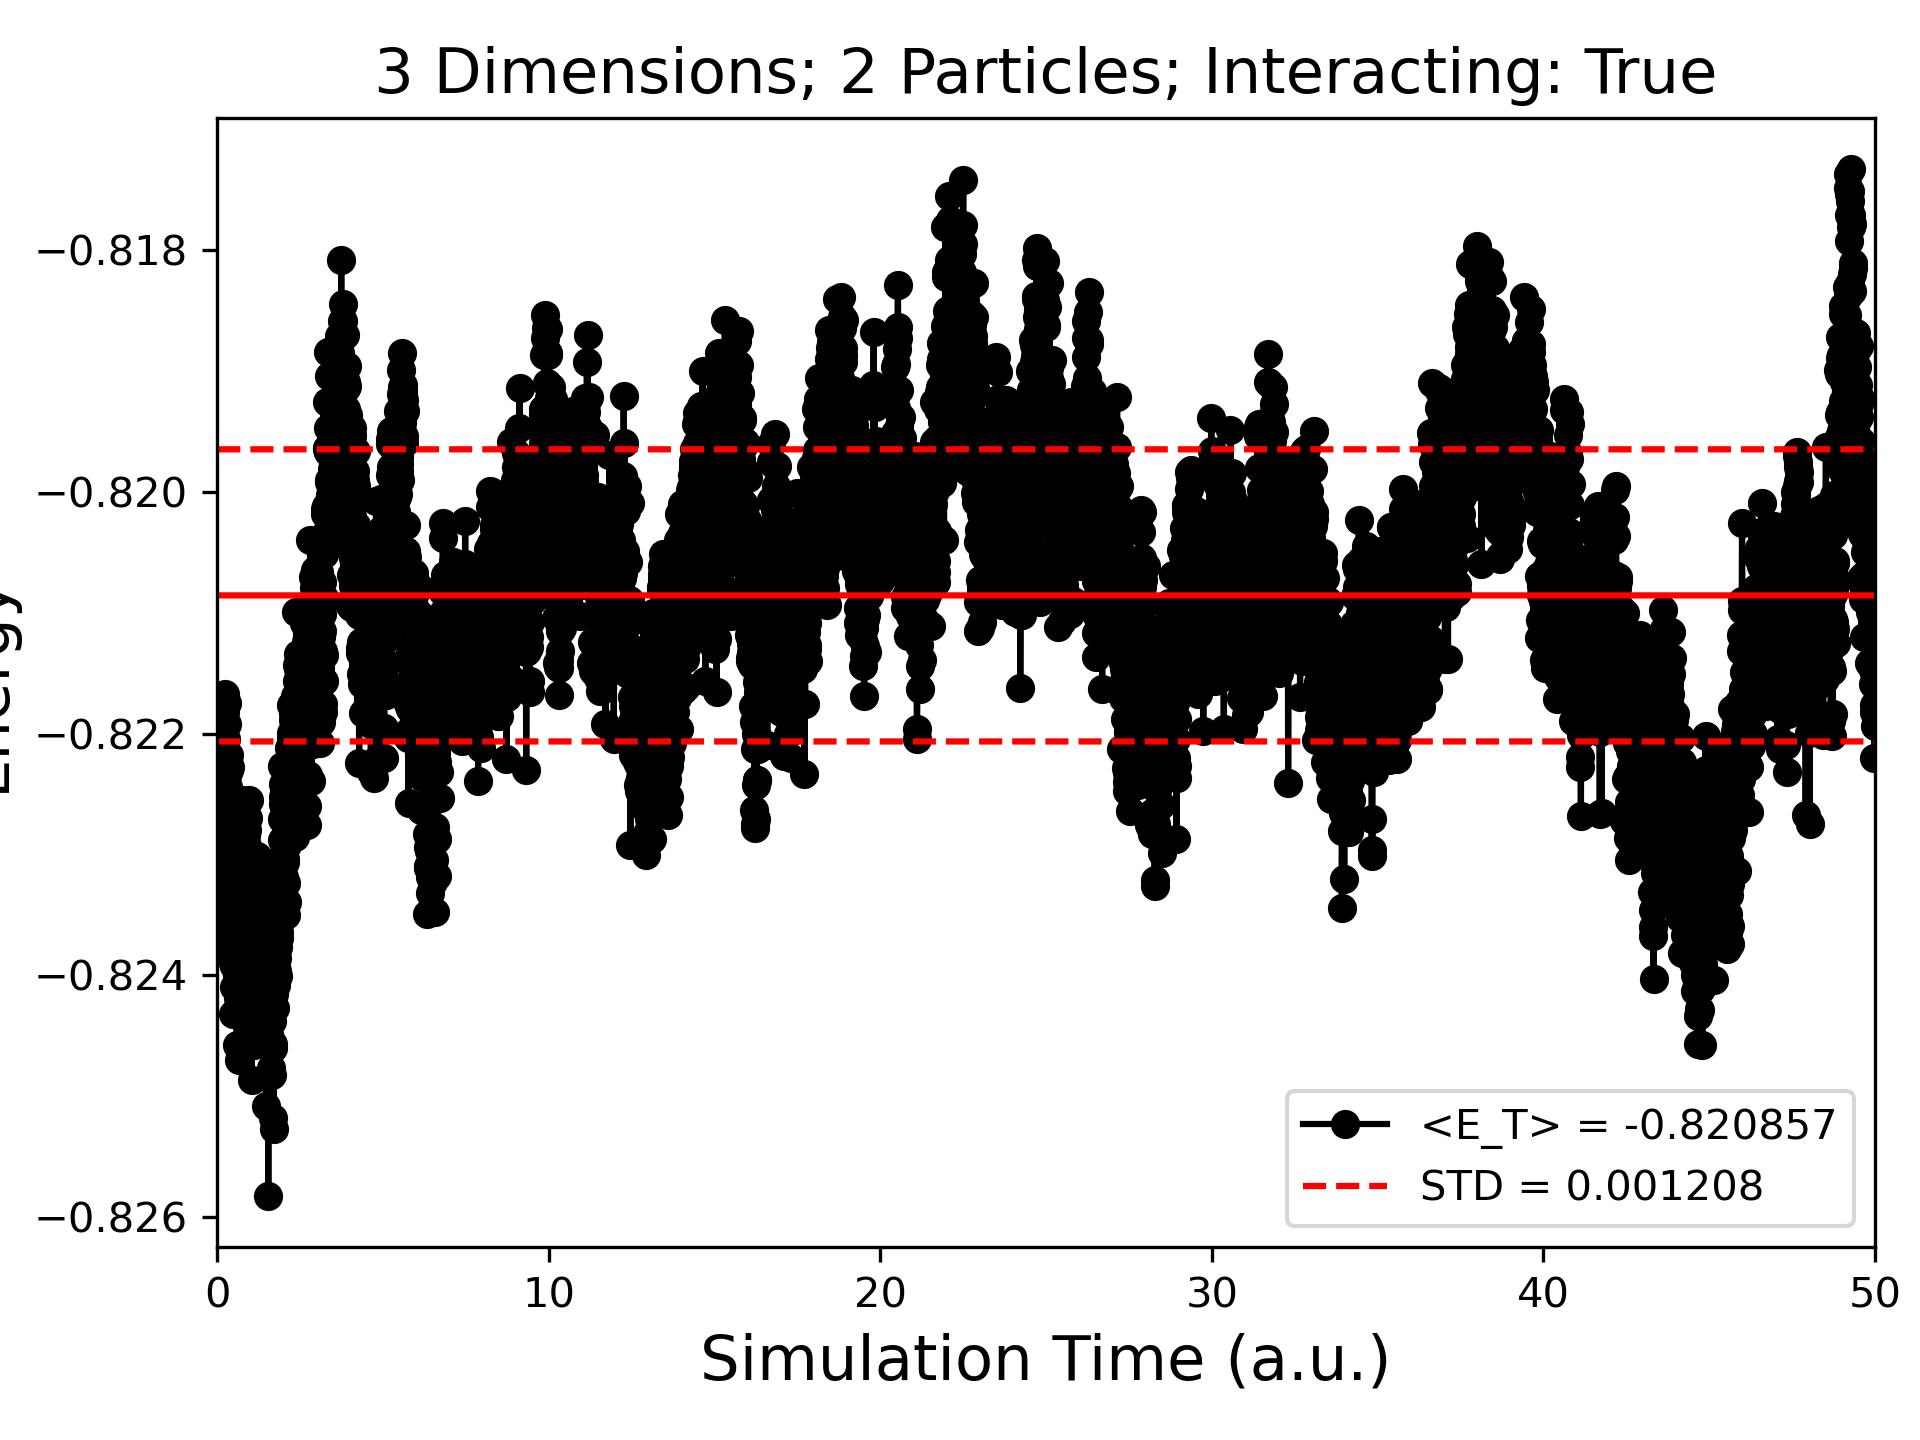 3 Dimensions; 2 Particles; Interacting: True
−0.818
−0.820
−0.822
−0.824
−0.826
<E_T> = -0.820857
STD = 0.001208
0 10 20 30 40 50
Simulation Time (a.u.)